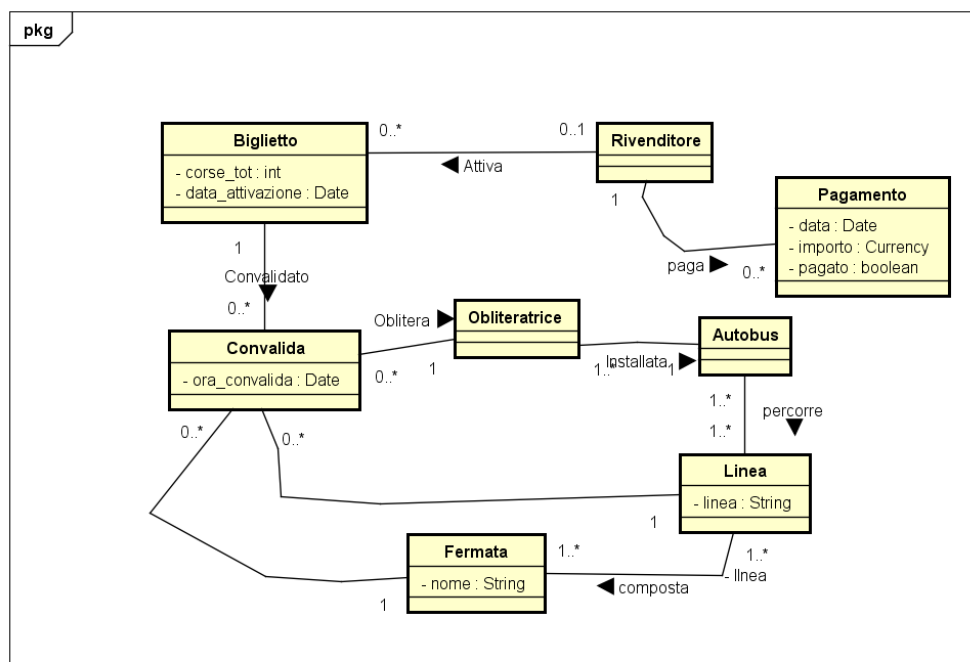 pkg
Biglietto
- corse_tot : int
- data_attivazione : Date
0..*
0..1
Attiva
Rivenditore
1
paga
0..*
Pagamento
- data : Date
- importo : Currency
- pagato : boolean
1
Convalidato
0..*
Convalida
- ora_convalida : Date
Oblitera
0..*
1
Obliteratrice
1..*
Installata
1
Autobus
1..*
percorre
1..*
0..*
0..*
Linea
- linea : String
1
1..*
- lInea
composta
1..*
Fermata
- nome : String
1